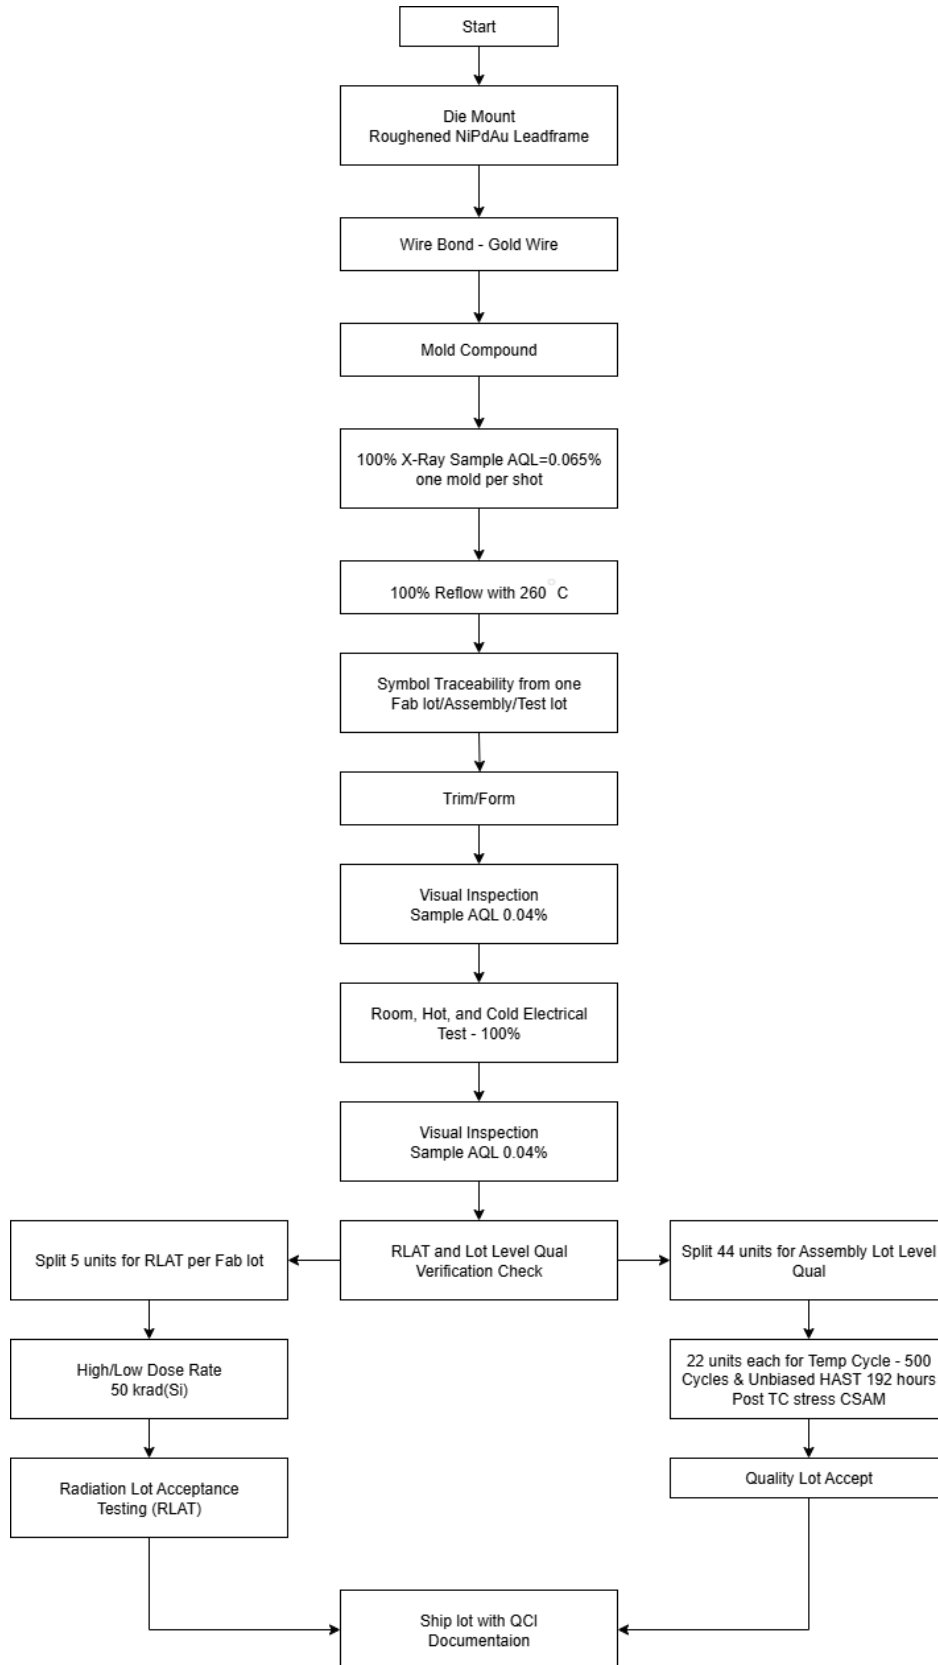 Start
Die Mount
Roughened NiPdAu Leadframe
Wire Bond - Gold Wire
Mold Compound
100% X-Ray Sample AQL=0.065%
one mold per shot
100% Reflow with 260°C
Symbol Traceability from one
Fab lot/Assembly/Test lot
Trim/Form
Visual Inspection
Sample AQL 0.04%
Room, Hot, and Cold Electrical
Test - 100%
Visual Inspection
Sample AQL 0.04%
RLAT and Lot Level Qual
Verification Check
Split 5 units for RLAT per Fab lot
High/Low Dose Rate
50 krad(Si)
Radiation Lot Acceptance
Testing (RLAT)
Split 44 units for Assembly Lot Level
Qual
22 units each for Temp Cycle - 500
Cycles & Unbiased HAST 192 hours
Post TC stress CSAM
Quality Lot Accept
Ship lot with QCI
Documentaion